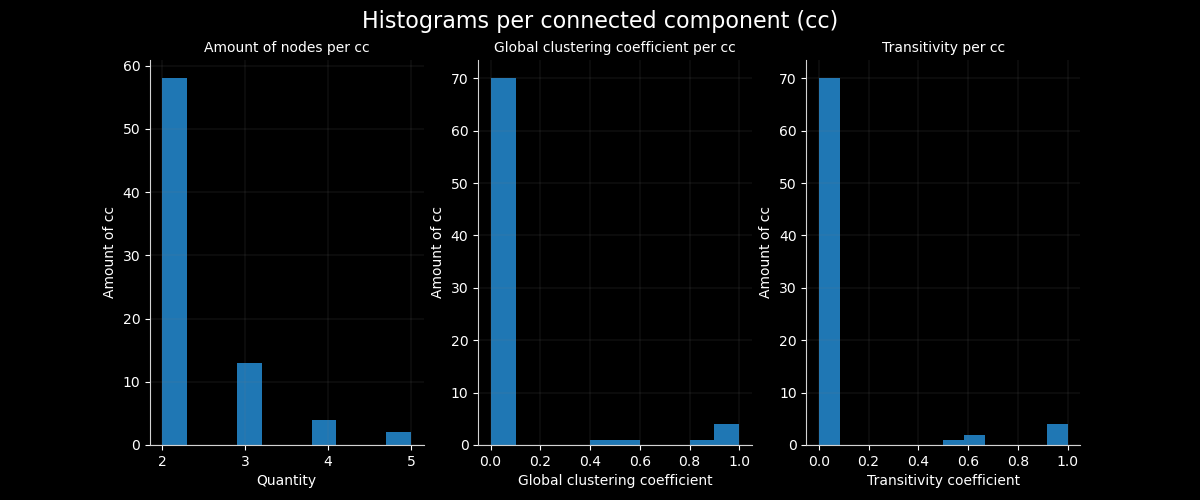 Histograms per connected component (cc)
Amount of nodes per cc
60
50
40
30
20
10
0
2 3 4 5
Amount of cc
Quantity
Global clustering coefficient per cc
70
60
50
40
30
20
10
0
0.0 0.2 0.4 0.6 0.8 1.0
Amount of cc
Global clustering coefficient
Transitivity per cc
70
60
50
40
30
20
10
0
0.0 0.2 0.4 0.6 0.8 1.0
Amount of cc
Transitivity coefficient